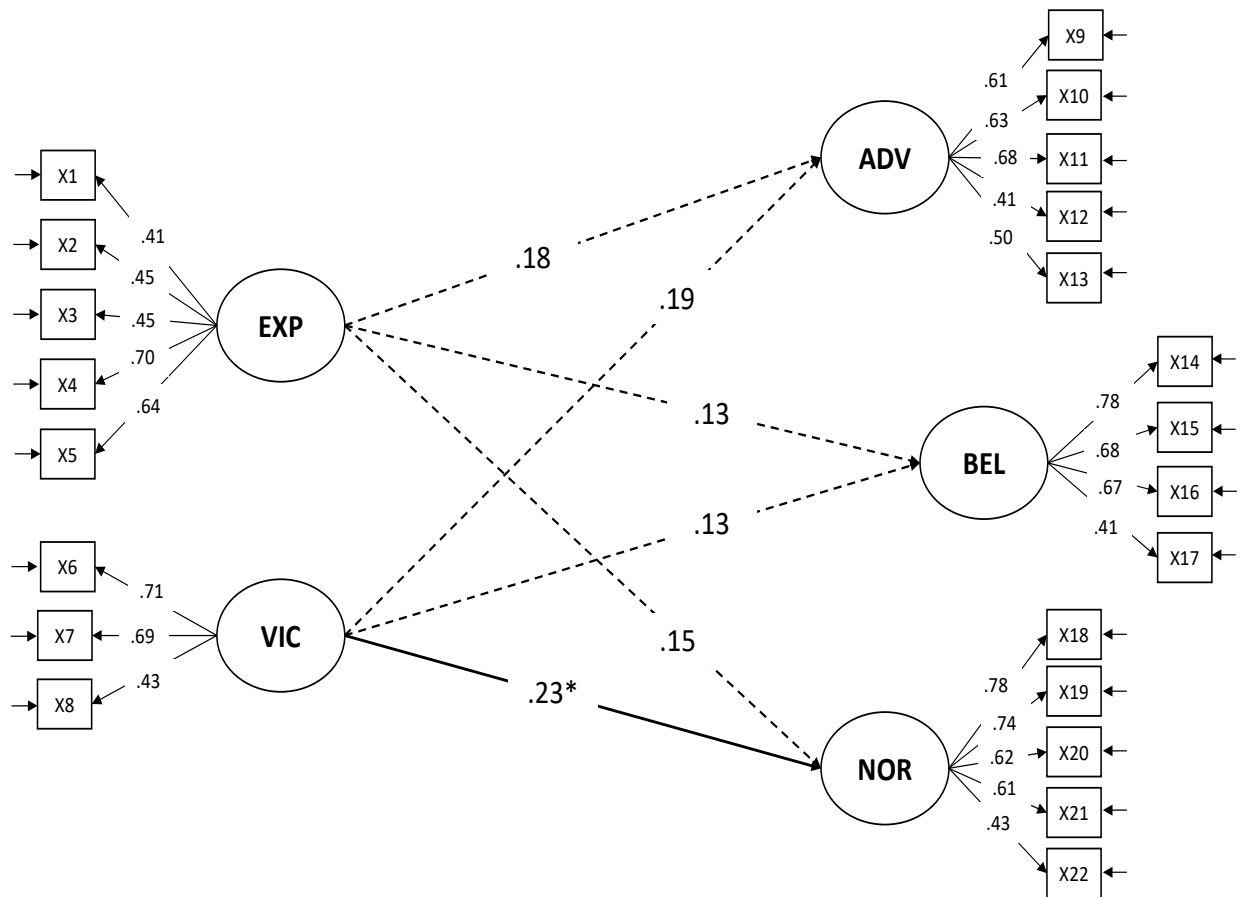 X1
X2
X3
X4
X5
.41
.45
.45
.70
.64
EXP
X6
X7
X8
.71
.69
.43
VIC
.18
.19
.13
.13
.15
.23*
ADV
.61
.63
.68
.41
.50
X9
X10
X11
X12
X13
BEL
.78
.68
.67
.41
X14
X15
X16
X17
NOR
.78
.74
.62
.61
.43
X18
X19
X20
X21
X22